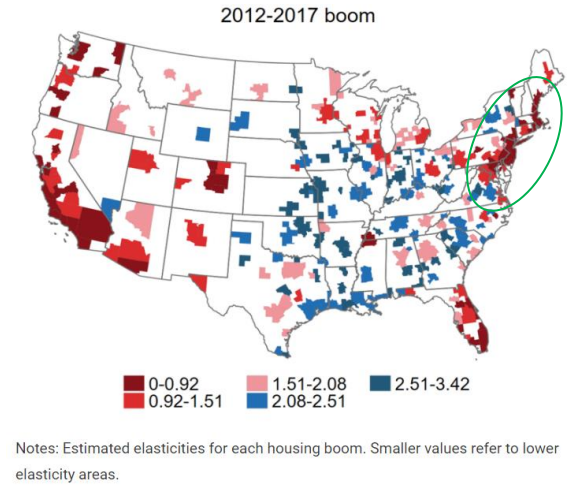 2012-2017 boom
0-0.92 1.51-2.08 2.51-3.42
0.92-1.51 2.08-2.51
Notes: Estimated elasticities for each housing boom. Smaller values refer to lower
elasticity areas.